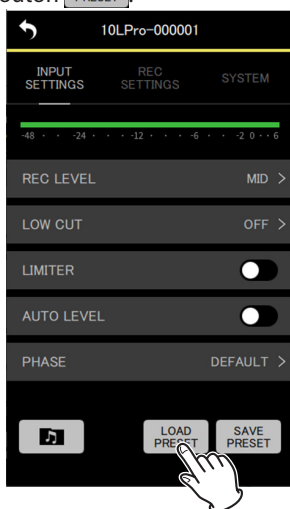 10LPro-000001
INPUT SETTINGS
REC SETTINGS
SYSTEM
-48 · · -24 · · · -12 · · · · -6 · · -2 0 · · 6
REC LEVEL MID >
LOW CUT OFF >
LIMITER
AUTO LEVEL
PHASE DEFAULT >
LOAD PRESET
SAVE PRESET